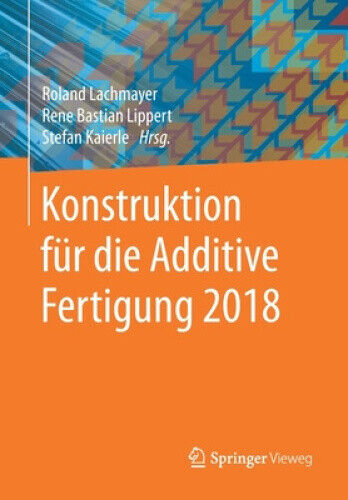 Roland Lachmayer
Rene Bastian Lippert
Stefan Kaierle Hrsg.
Konstruktion
für die Additive
Fertigung 2018
Springer Vieweg